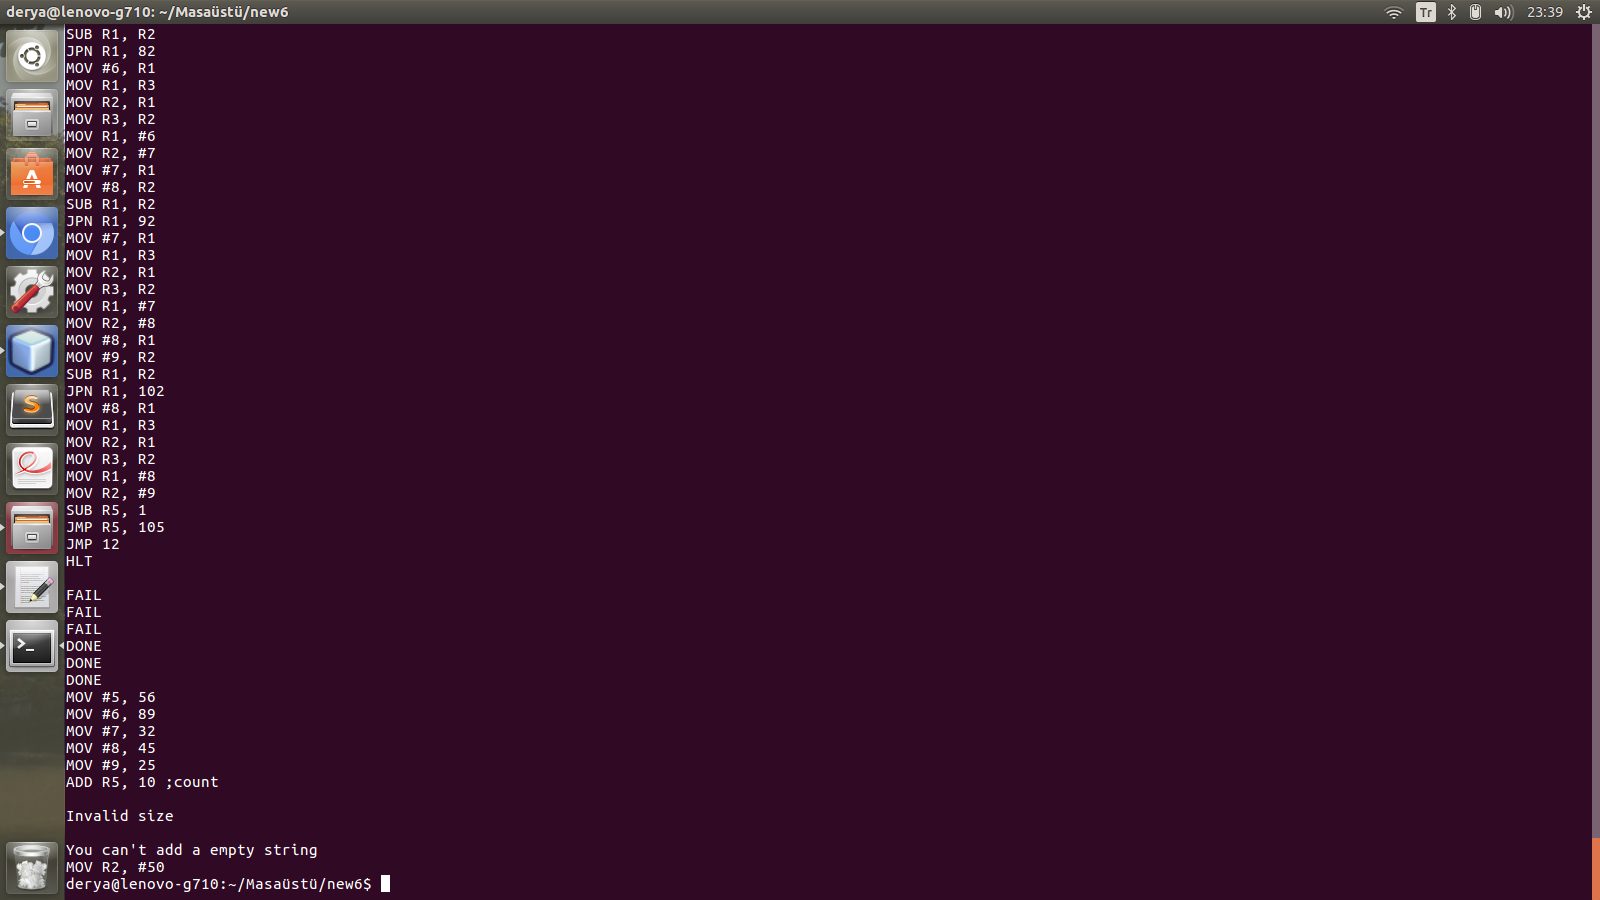 derya@lenovo-g710: ~/Masaüstü/new6
Tr
23:39
SUB R1, R2
JPN R1, 82
MOV #6, R1
MOV R1, R3
MOV R2, R1
MOV R3, R2
MOV R1, #6
MOV R2, #7
MOV #7, R1
MOV #8, R2
SUB R1, R2
JPN R1, 92
MOV #7, R1
MOV R1, R3
MOV R2, R1
MOV R3, R2
MOV R1, #7
MOV R2, #8
MOV #8, R1
MOV #9, R2
SUB R1, R2
JPN R1, 102
MOV #8, R1
MOV R1, R3
MOV R2, R1
MOV R3, R2
MOV R1, #8
MOV R2, #9
SUB R5, 1
JMP R5, 105
JMP 12
HLT
FAIL
FAIL
FAIL
DONE
DONE
DONE
MOV #5, 56
MOV #6, 89
MOV #7, 32
MOV #8, 45
MOV #9, 25
ADD R5, 10 ;count
Invalid size
You can't add a empty string
MOV R2, #50
derya@lenovo-g710:~/Masaüstü/new6$